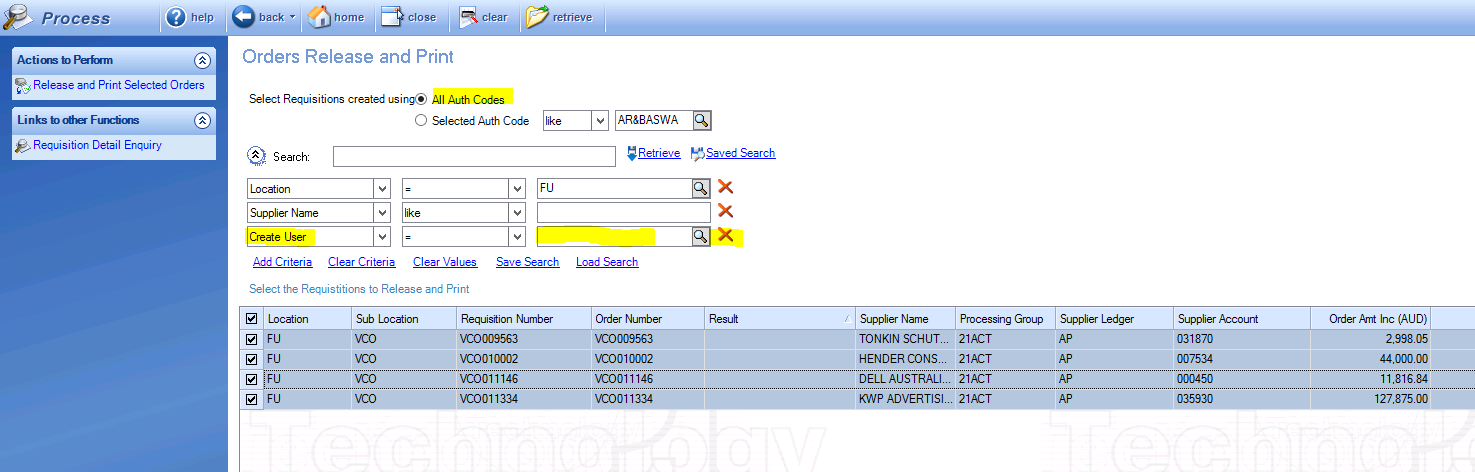 Process help back home close clear retrieve
Actions to Perform
Release and Print Selected Orders
Links to other Functions
Requisition Detail Enquiry
Orders Release and Print
Select Requisitions created using All Auth Codes
Selected Auth Code like AR&BASWA
Search: Retrieve Saved Search
Location = FU
Supplier Name like
Create User =
Add Criteria Clear Criteria Clear Values Save Search Load Search
Select the Requistitions to Release and Print
Location Sub Location Requisition Number Order Number Result Supplier Name Processing Group Supplier Ledger Supplier Account Order Amt Inc (AUD)
FU VCO VCO009563 VCO009563 TONKIN SCHUT... 21ACT AP 031870 2,998.05
FU VCO VCO010002 VCO010002 HENDER CONS... 21ACT AP 007534 44,000.00
FU VCO VCO011146 VCO011146 DELL AUSTRALI... 21ACT AP 000450 11,816.84
FU VCO VCO011334 VCO011334 KWP ADVERTISI... 21ACT AP 035930 127,875.00
Technology Technology